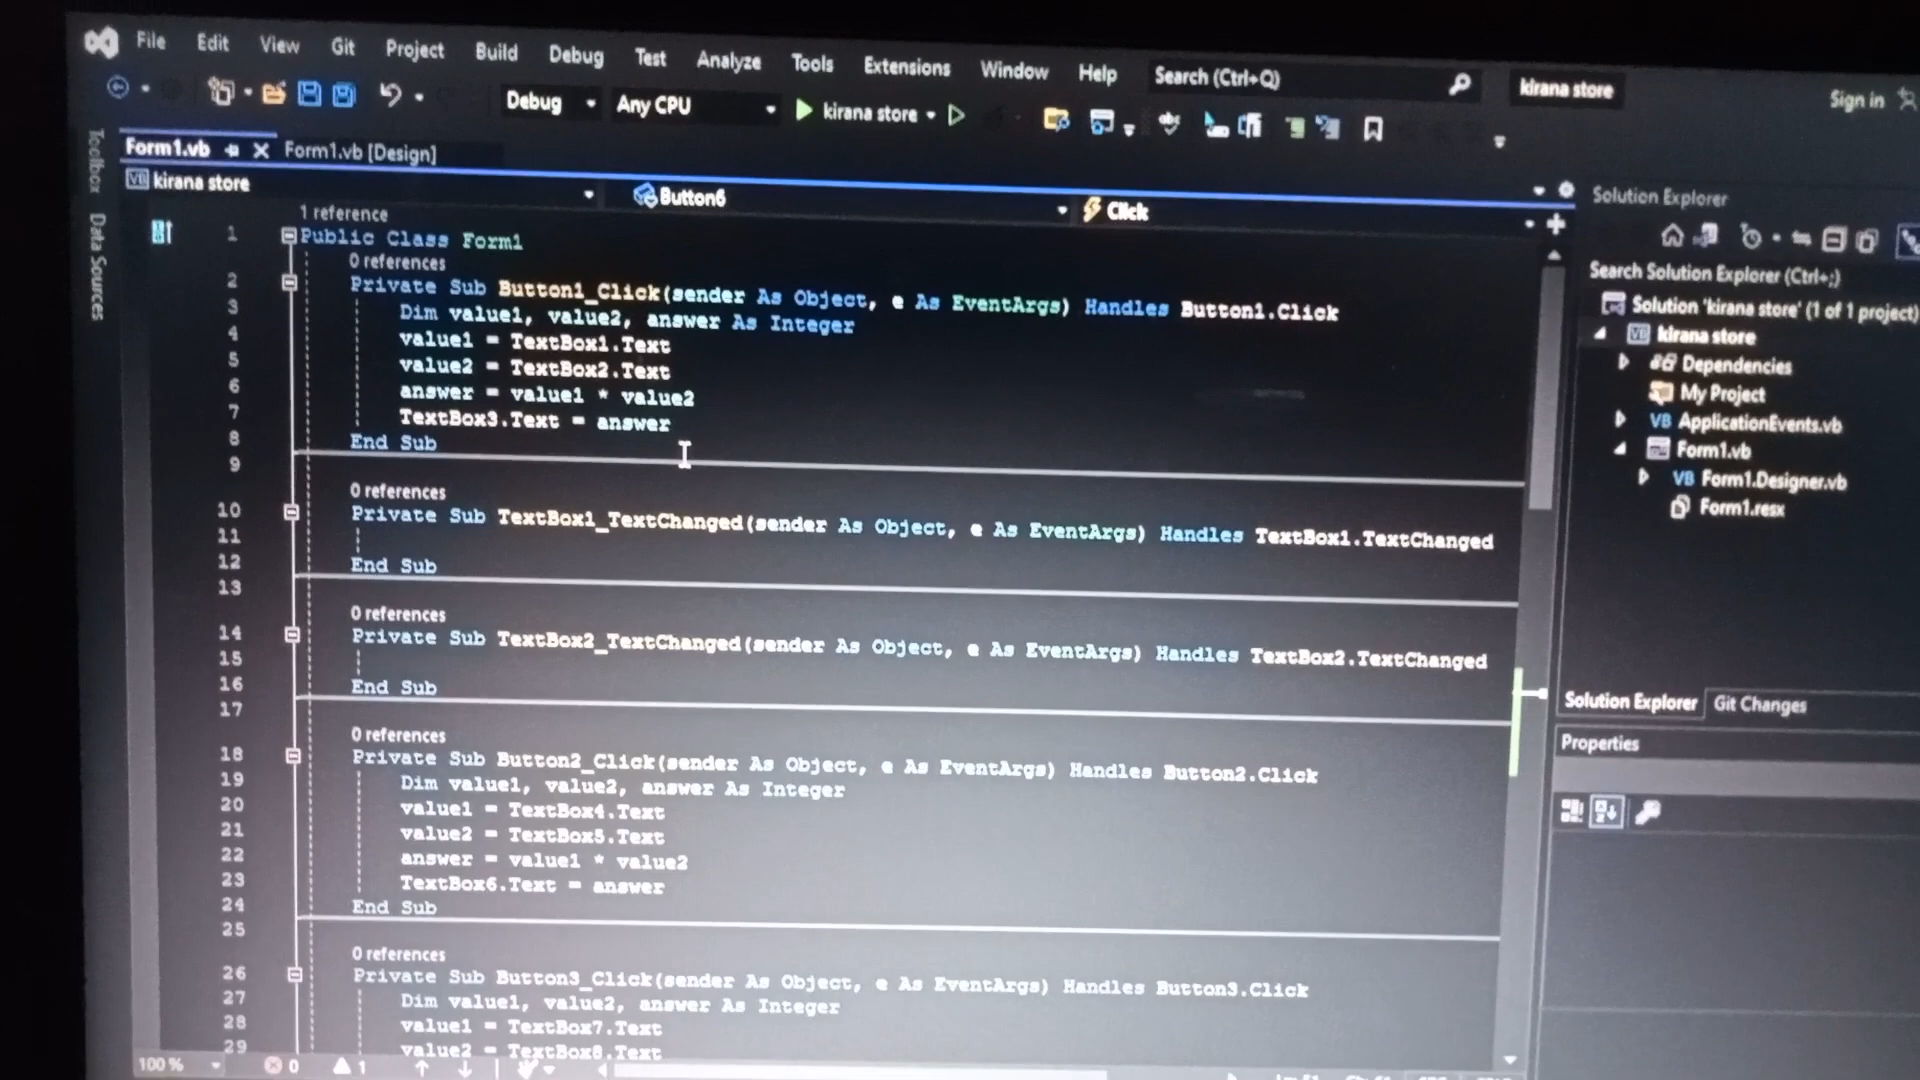 File Edit View Git Project Build Debug Test Analyze Tools Extensions Window Help Search (Ctrl+Q) kirana store Sign in
Debug Any CPU kirana store
Toolbox
Data Sources
Form1.vb Form1.vb [Design]
kirana store Button6 Click
1 reference
1 Public Class Form1
0 references
2 Private Sub Button1_Click(sender As Object, e As EventArgs) Handles Button1.Click
3 Dim value1, value2, answer As Integer
4 value1 = TextBox1.Text
5 value2 = TextBox2.Text
6 answer = value1 * value2
7 TextBox3.Text = answer
8 End Sub
9
0 references
10 Private Sub TextBox1_TextChanged(sender As Object, e As EventArgs) Handles TextBox1.TextChanged
11
12 End Sub
13
0 references
14 Private Sub TextBox2_TextChanged(sender As Object, e As EventArgs) Handles TextBox2.TextChanged
15
16 End Sub
17
0 references
18 Private Sub Button2_Click(sender As Object, e As EventArgs) Handles Button2.Click
19 Dim value1, value2, answer As Integer
20 value1 = TextBox4.Text
21 value2 = TextBox5.Text
22 answer = value1 * value2
23 TextBox6.Text = answer
24 End Sub
25
0 references
26 Private Sub Button3_Click(sender As Object, e As EventArgs) Handles Button3.Click
27 Dim value1, value2, answer As Integer
28 value1 = TextBox7.Text
29 value2 = TextBox8.Text
100 % 0 1
Solution Explorer
Search Solution Explorer (Ctrl+;)
Solution 'kirana store' (1 of 1 project)
VB kirana store
Dependencies
My Project
VB ApplicationEvents.vb
Form1.vb
VB Form1.Designer.vb
Form1.resx
Solution Explorer Git Changes
Properties